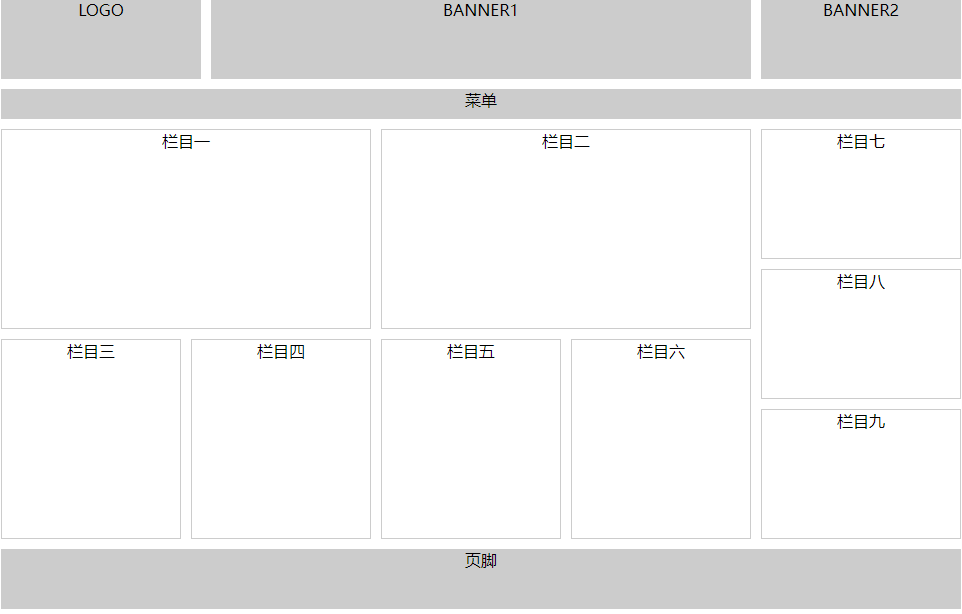 LOGO
BANNER1
BANNER2
菜单
栏目一
栏目二
栏目七
栏目八
栏目三
栏目四
栏目五
栏目六
栏目九
页脚